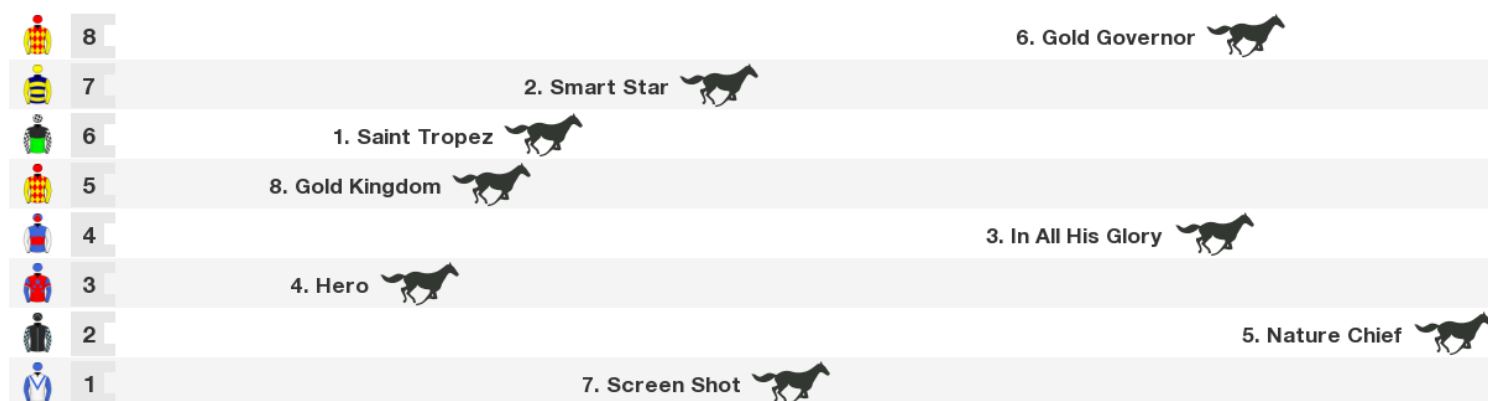 8 6. Gold Governor
7 2. Smart Star
6 1. Saint Tropez
5 8. Gold Kingdom
4 3. In All His Glory
3 4. Hero
2 5. Nature Chief
1 7. Screen Shot